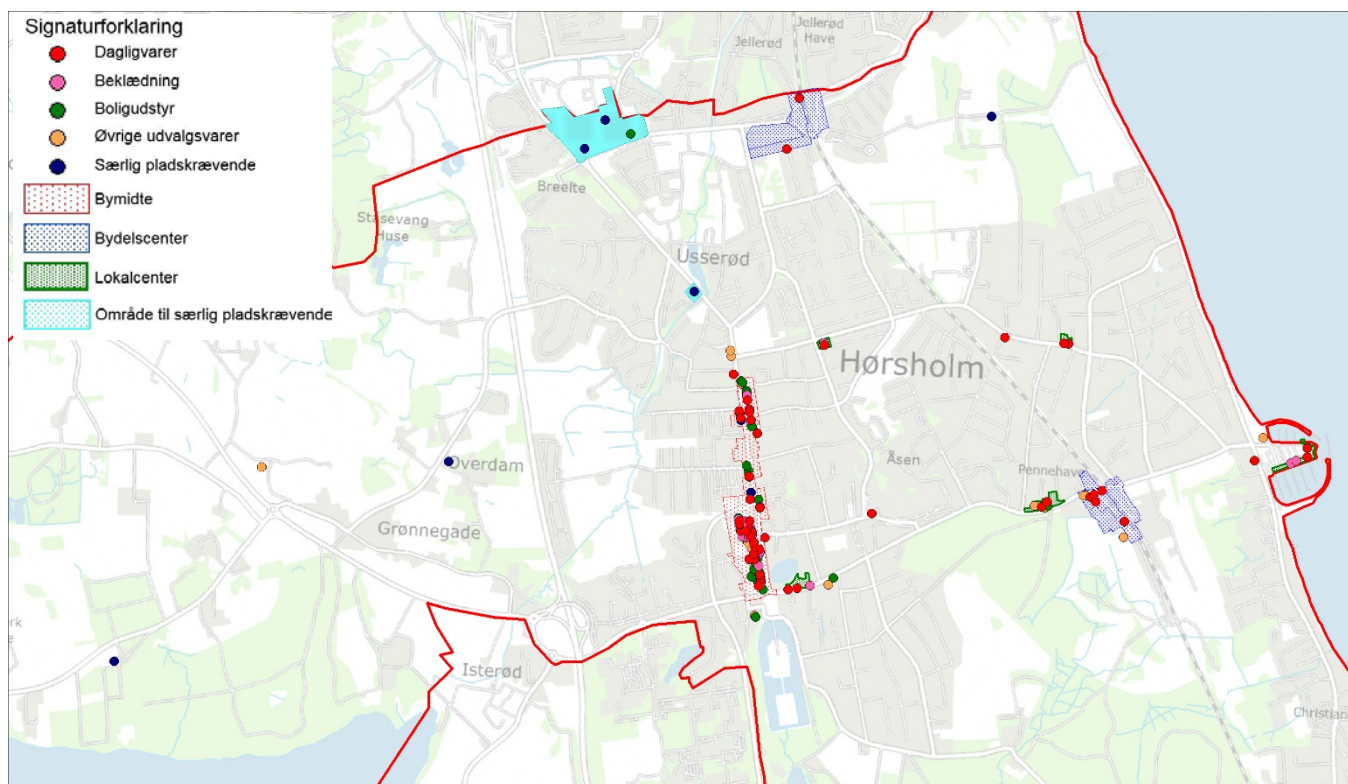 Signaturforklaring
Dagligvarer
Beklædning
Boligudstyr
Øvrige udvalgsvarer
Særlig pladskrævende
Bymidte
Bydelscenter
Lokalcenter
Område til særlig pladskrævende
Jellerød
Have
Jellerød
Breelte
Stasevang
Huse
Usserød
Hørsholm
Åsen
Pennehave
Overdam
Grønnegade
Isterød
Christian